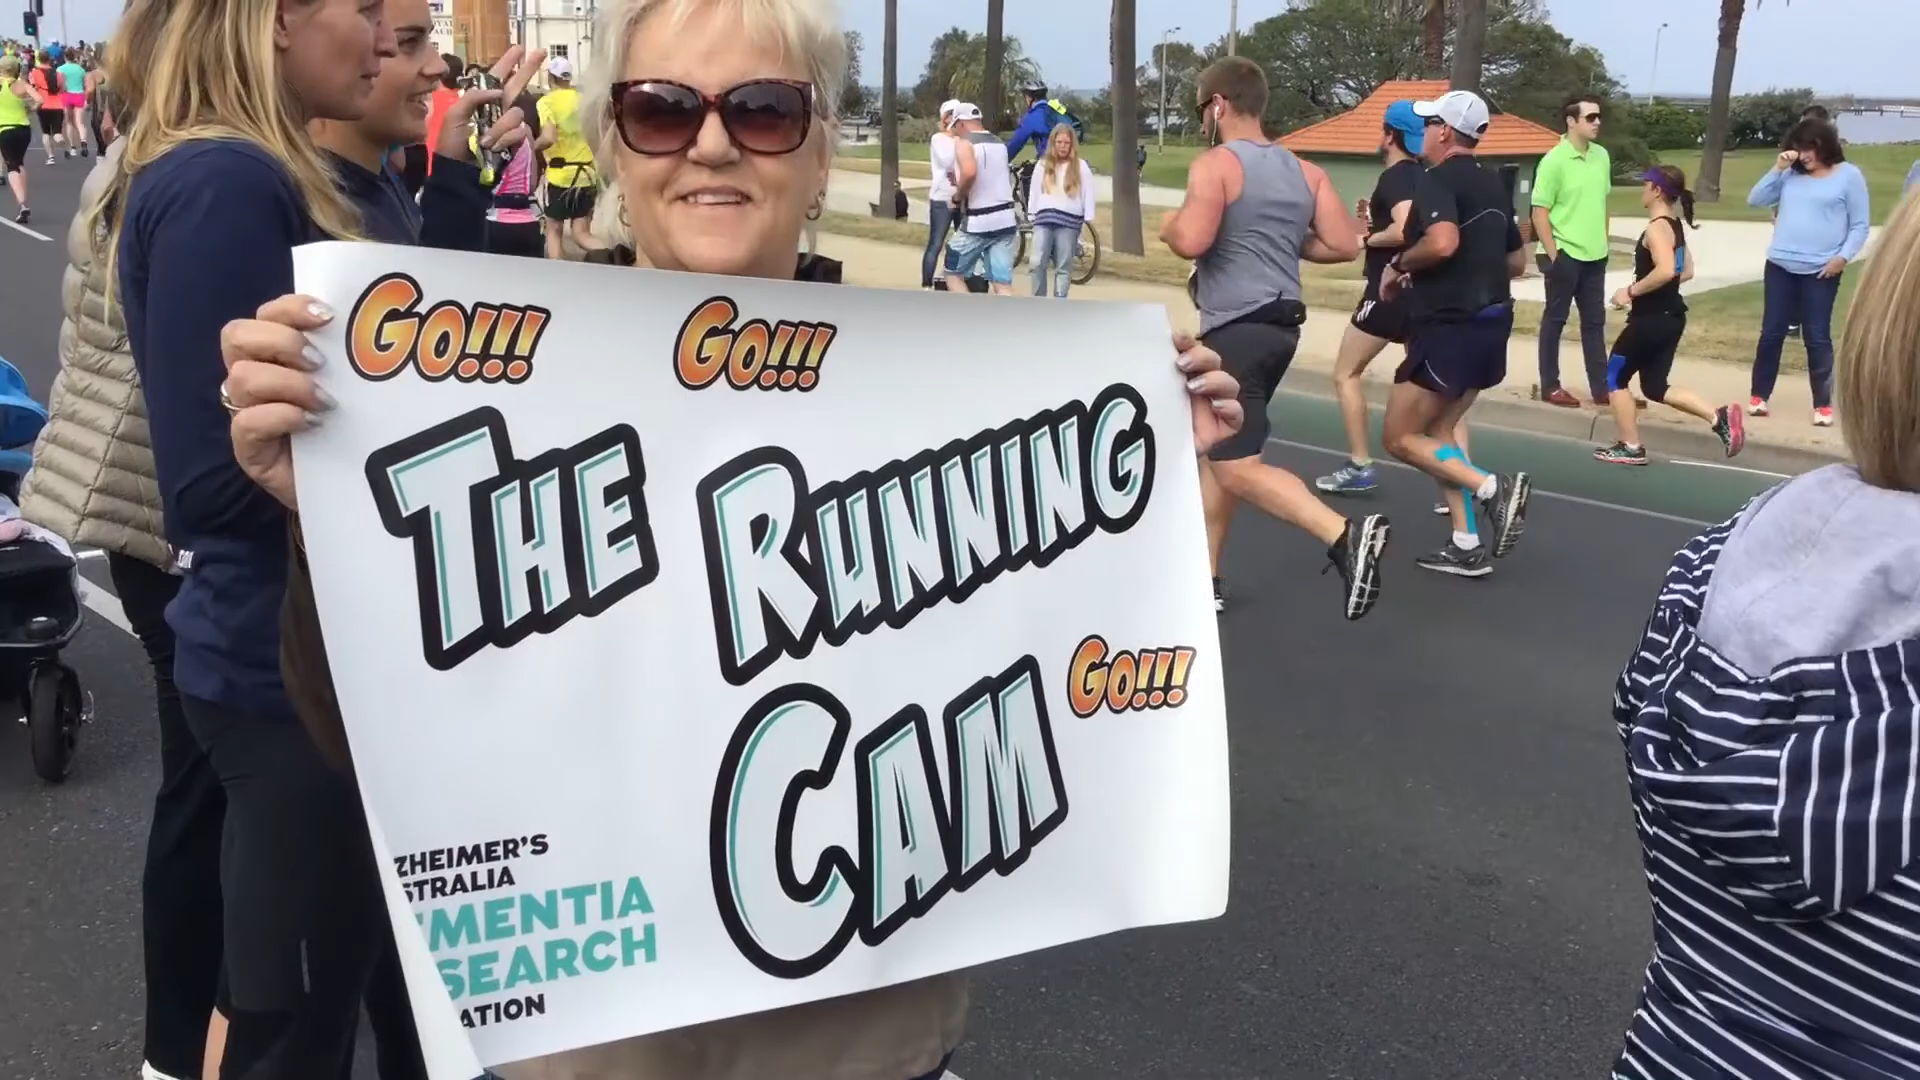 Go!!! Go!!!
The Running
Cam Go!!!
ZHEIMER'S
STRALIA
MENTIA
SEARCH
ATION